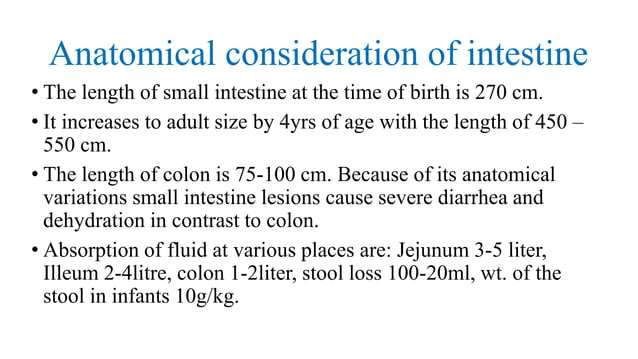 Anatomical consideration of intestine
• The length of small intestine at the time of birth is 270 cm.
• It increases to adult size by 4yrs of age with the length of 450 –
550 cm.
• The length of colon is 75-100 cm. Because of its anatomical
variations small intestine lesions cause severe diarrhea and
dehydration in contrast to colon.
• Absorption of fluid at various places are: Jejunum 3-5 liter,
Illeum 2-4litre, colon 1-2liter, stool loss 100-20ml, wt. of the
stool in infants 10g/kg.